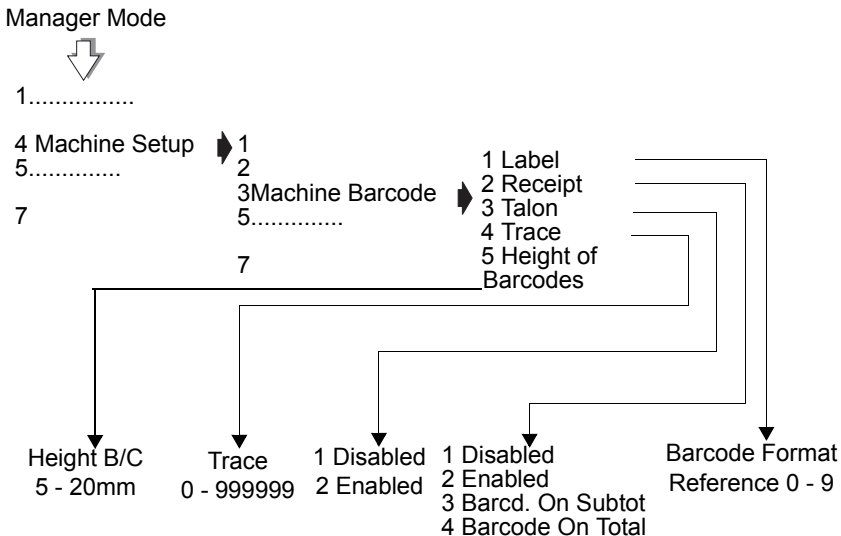 Manager Mode
1................
4 Machine Setup
5..............
7
1
2
3Machine Barcode
5..............
7
1 Label
2 Receipt
3 Talon
4 Trace
5 Height of
Barcodes
Height B/C
5 - 20mm
Trace
0 - 999999
1 Disabled
2 Enabled
1 Disabled
2 Enabled
3 Barcd. On Subtot
4 Barcode On Total
Barcode Format
Reference 0 - 9